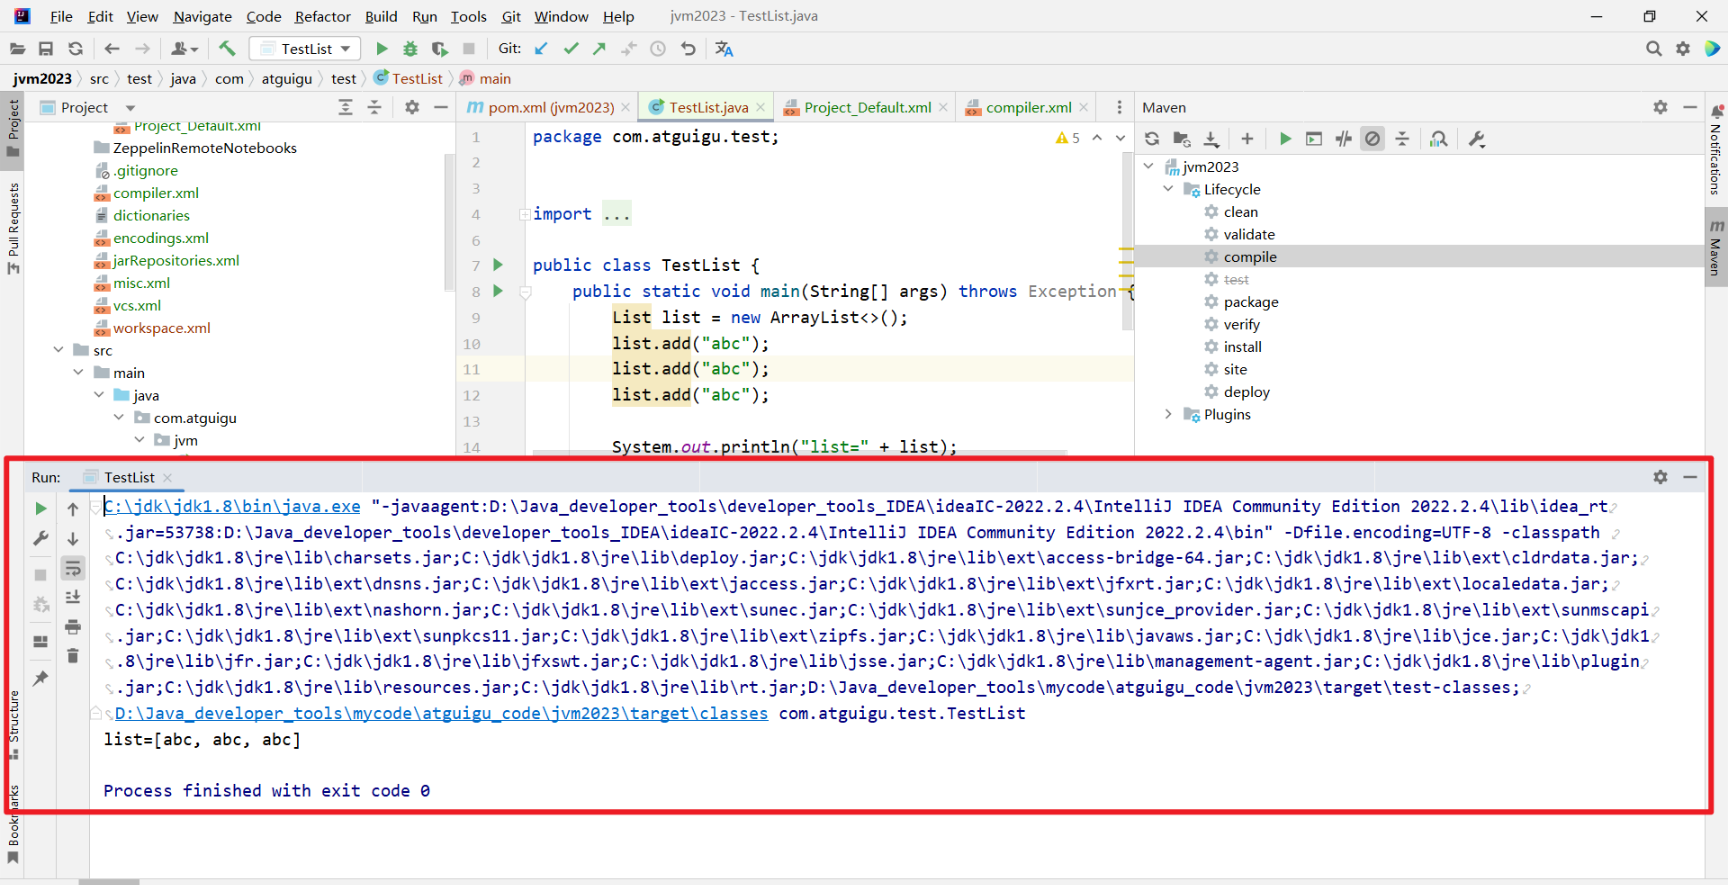 File Edit View Navigate Code Refactor Build Run Tools Git Window Help jvm2023 - TestList.java
TestList Git:
jvm2023 src test java com atguigu test TestList main
Project
pom.xml (jvm2023) TestList.java Project_Default.xml compiler.xml
Maven
Project_Default.xml
ZeppelinRemoteNotebooks
.gitignore
compiler.xml
dictionaries
encodings.xml
jarRepositories.xml
misc.xml
vcs.xml
workspace.xml
src
main
java
com.atguigu
jvm
1 package com.atguigu.test;
5
2
3
4 import ...
6
7 public class TestList {
8 public static void main(String[] args) throws Exception {
9 List list = new ArrayList<>();
10 list.add("abc");
11 list.add("abc");
12 list.add("abc");
13
14 System.out.println("list=" + list);
jvm2023
Lifecycle
clean
validate
compile
test
package
verify
install
site
deploy
Plugins
Project
Pull Requests
Structure
Bookmarks
Notifications
Maven
Run: TestList
C:\jdk\jdk1.8\bin\java.exe "-javaagent:D:\Java_developer_tools\developer_tools_IDEA\ideaIC-2022.2.4\IntelliJ IDEA Community Edition 2022.2.4\lib\idea_rt
.jar=53738:D:\Java_developer_tools\developer_tools_IDEA\ideaIC-2022.2.4\IntelliJ IDEA Community Edition 2022.2.4\bin" -Dfile.encoding=UTF-8 -classpath
C:\jdk\jdk1.8\jre\lib\charsets.jar;C:\jdk\jdk1.8\jre\lib\deploy.jar;C:\jdk\jdk1.8\jre\lib\ext\access-bridge-64.jar;C:\jdk\jdk1.8\jre\lib\ext\cldrdata.jar;
C:\jdk\jdk1.8\jre\lib\ext\dnsns.jar;C:\jdk\jdk1.8\jre\lib\ext\jaccess.jar;C:\jdk\jdk1.8\jre\lib\ext\jfxrt.jar;C:\jdk\jdk1.8\jre\lib\ext\localedata.jar;
C:\jdk\jdk1.8\jre\lib\ext\nashorn.jar;C:\jdk\jdk1.8\jre\lib\ext\sunec.jar;C:\jdk\jdk1.8\jre\lib\ext\sunjce_provider.jar;C:\jdk\jdk1.8\jre\lib\ext\sunmscapi
.jar;C:\jdk\jdk1.8\jre\lib\ext\sunpkcs11.jar;C:\jdk\jdk1.8\jre\lib\ext\zipfs.jar;C:\jdk\jdk1.8\jre\lib\javaws.jar;C:\jdk\jdk1.8\jre\lib\jce.jar;C:\jdk\jdk1
.8\jre\lib\jfr.jar;C:\jdk\jdk1.8\jre\lib\jfxswt.jar;C:\jdk\jdk1.8\jre\lib\jsse.jar;C:\jdk\jdk1.8\jre\lib\management-agent.jar;C:\jdk\jdk1.8\jre\lib\plugin
.jar;C:\jdk\jdk1.8\jre\lib\resources.jar;C:\jdk\jdk1.8\jre\lib\rt.jar;D:\Java_developer_tools\mycode\atguigu_code\jvm2023\target\test-classes;
D:\Java_developer_tools\mycode\atguigu_code\jvm2023\target\classes com.atguigu.test.TestList
list=[abc, abc, abc]
Process finished with exit code 0